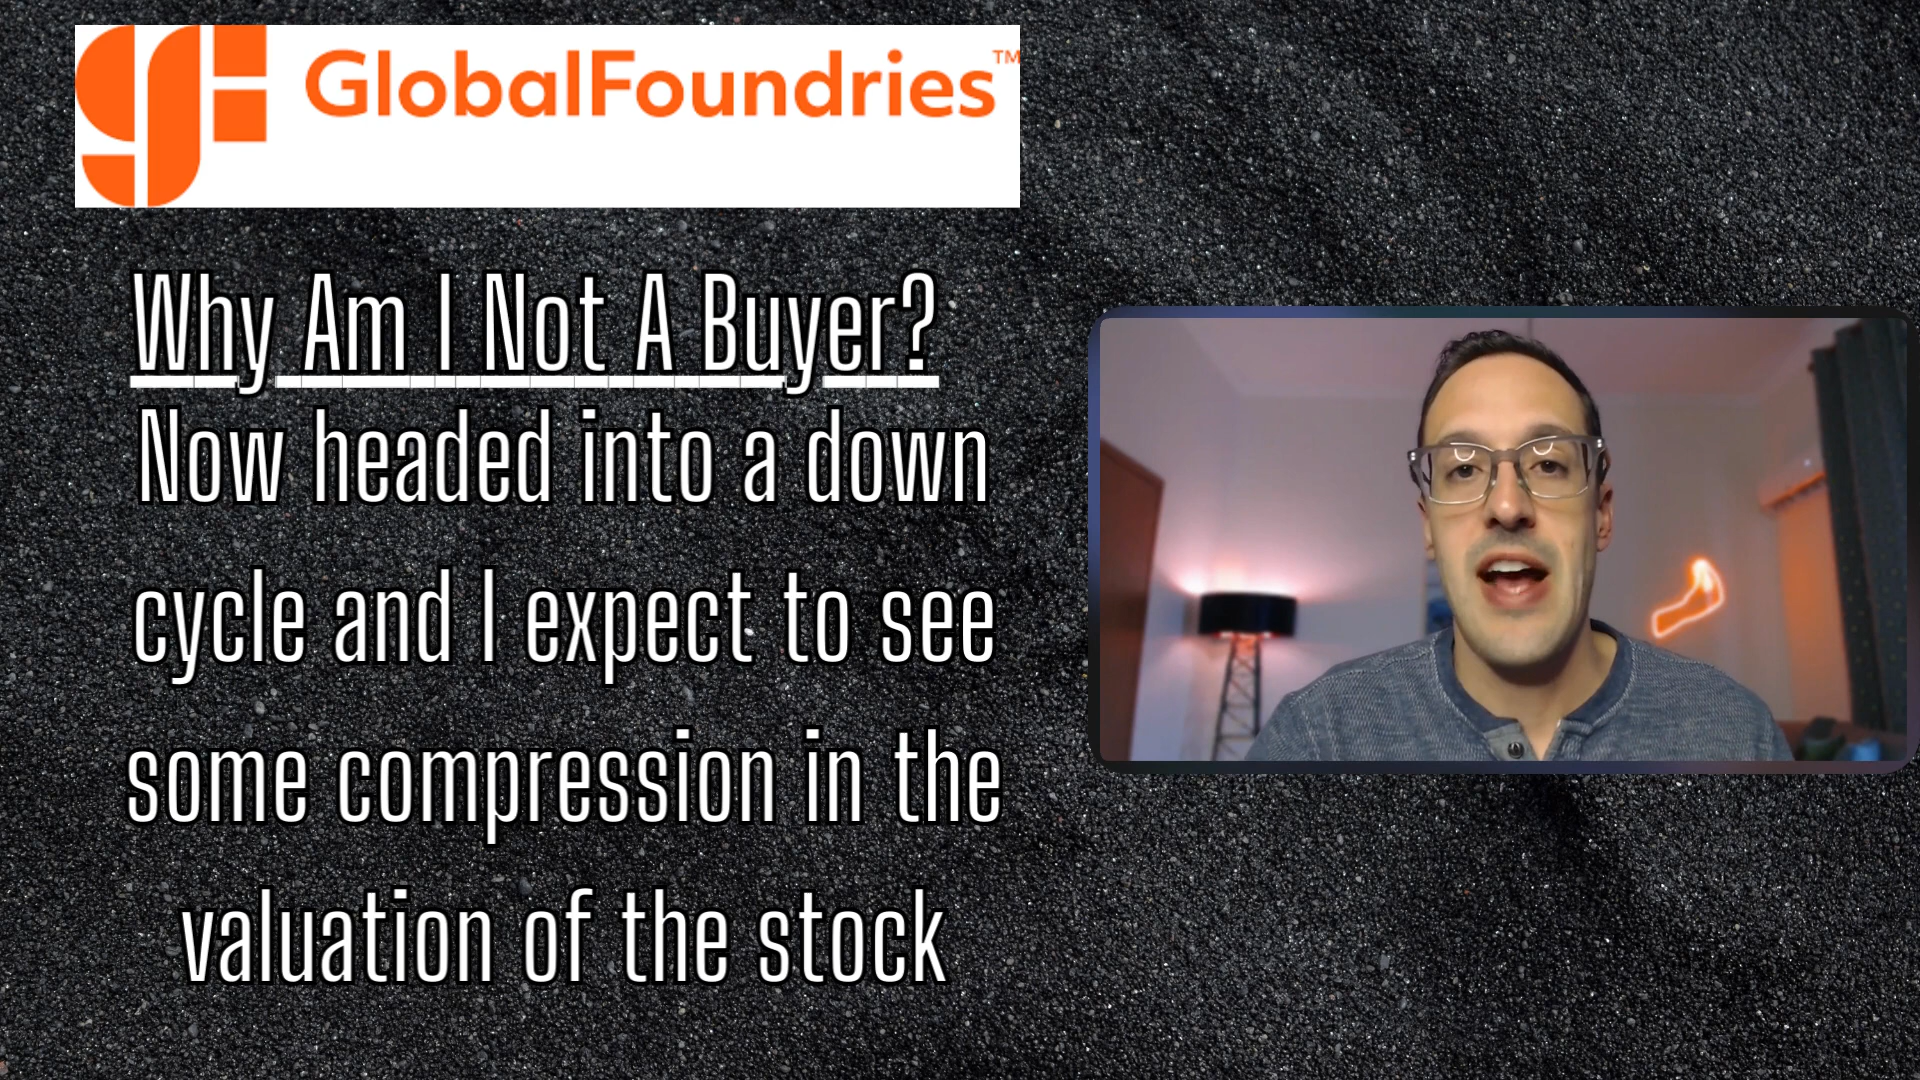 GlobalFoundries™
Why Am I Not A Buyer?
Now headed into a down
cycle and I expect to see
some compression in the
valuation of the stock